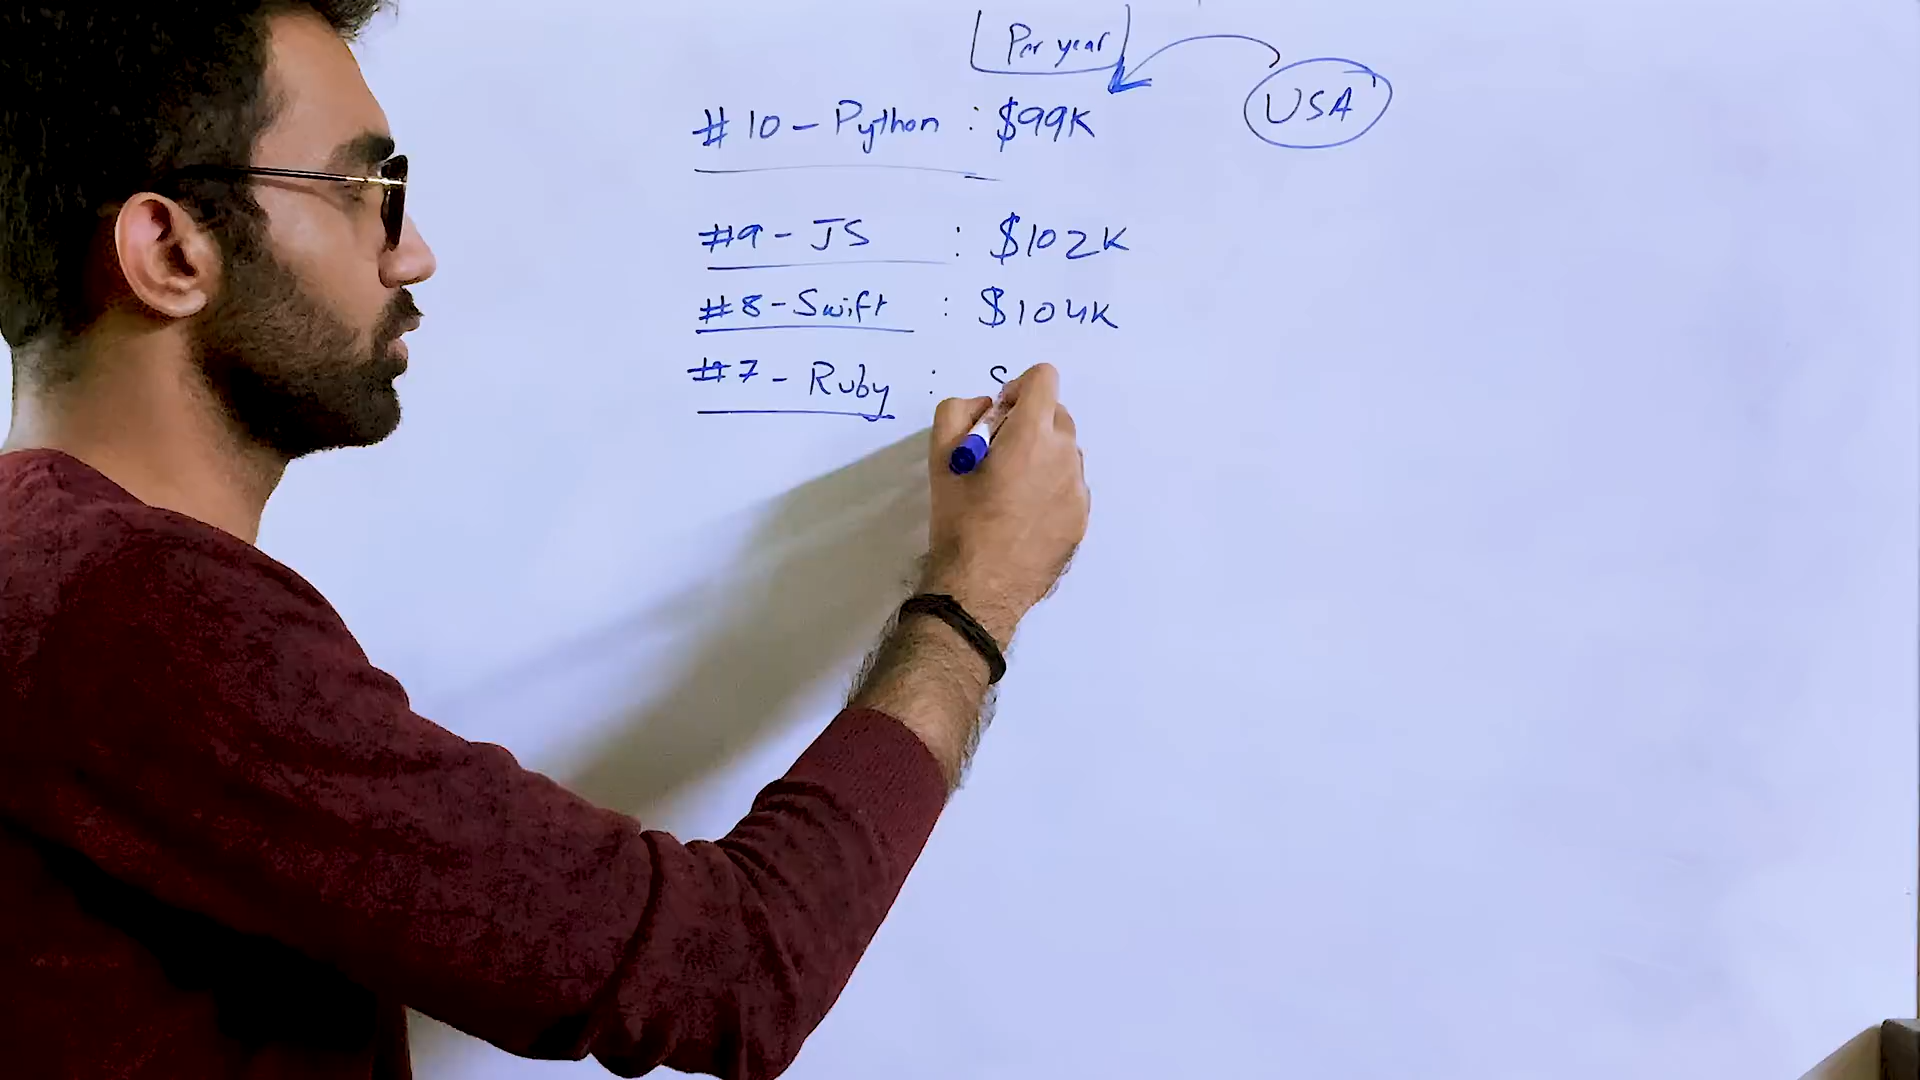 Per year
USA
#10 - Python : $99K
#9 - JS : $102K
#8 - Swift : $104K
#7 - Ruby :